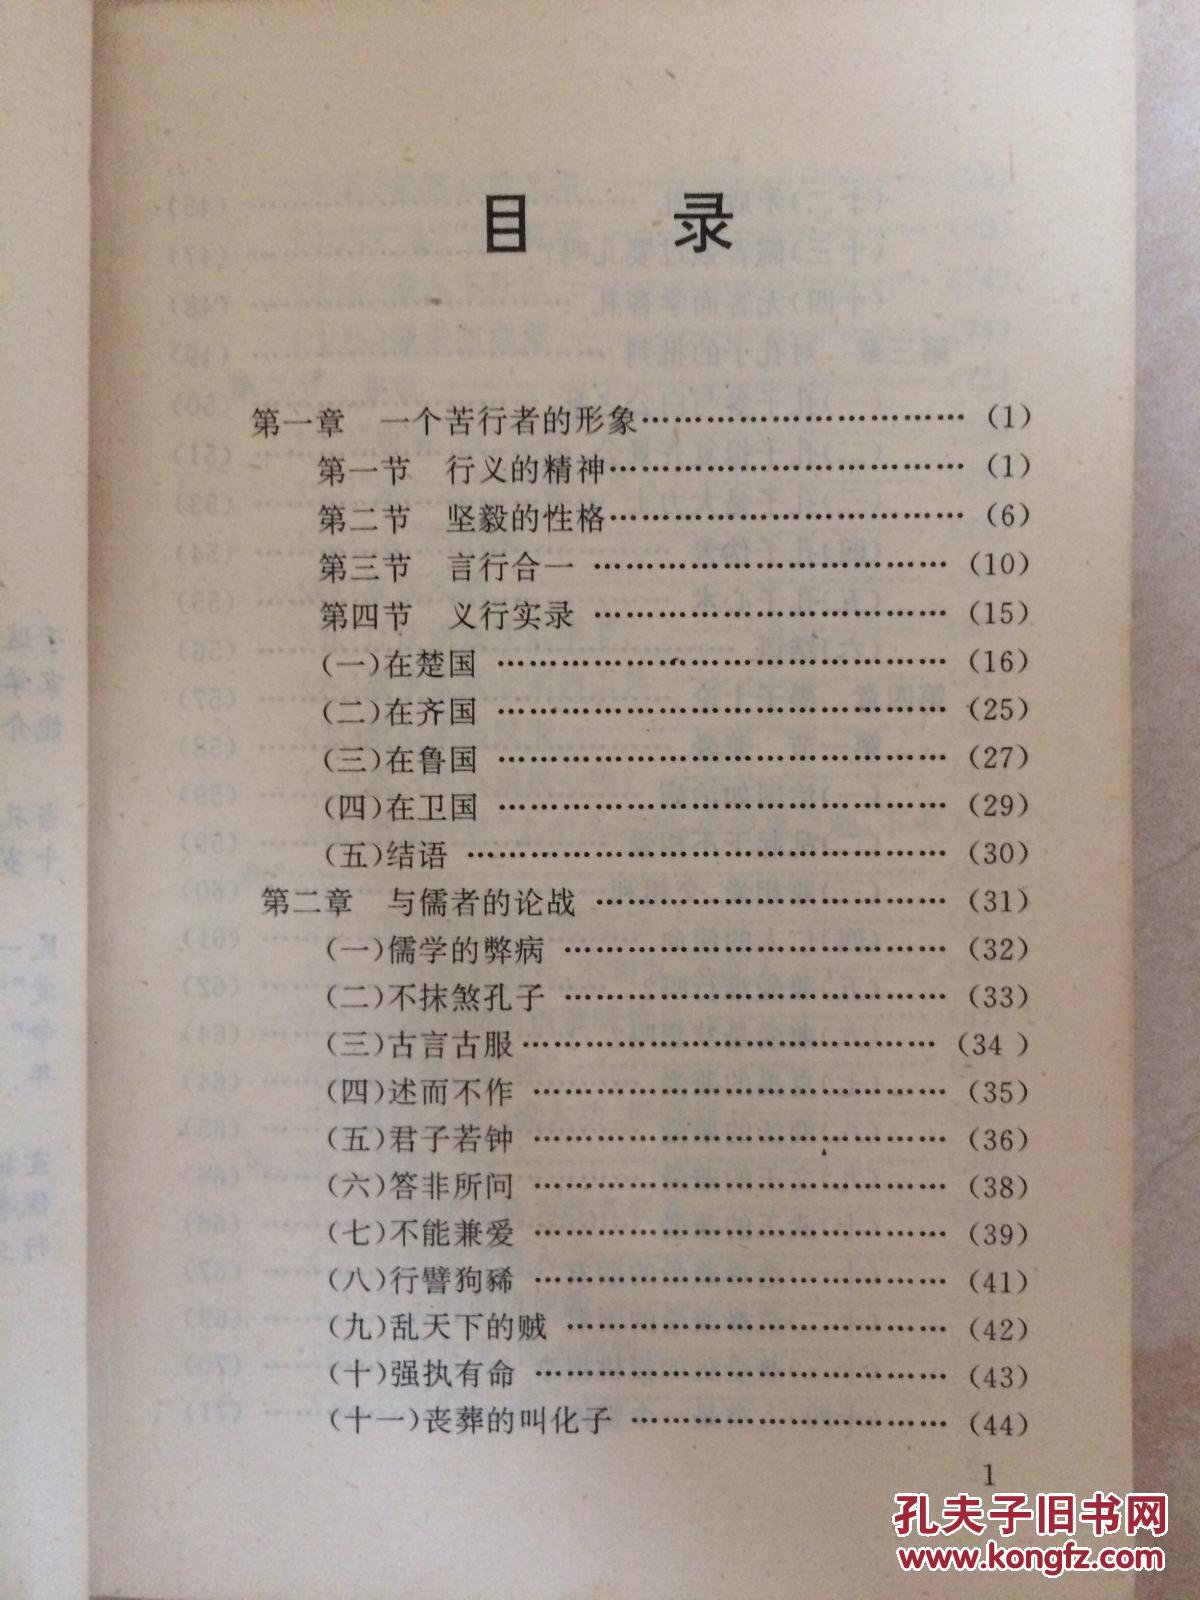 目 录
第一章 一个苦行者的形象……………………………(1)
第一节 行义的精神………………………………(1)
第二节 坚毅的性格………………………………(6)
第三节 言行合一 ………………………………(10)
第四节 义行实录 ………………………………(15)
(一)在楚国 ………………………………………(16)
(二)在齐国 ………………………………………(25)
(三)在鲁国 ………………………………………(27)
(四)在卫国 ………………………………………(29)
(五)结语 …………………………………………(30)
第二章 与儒者的论战 ………………………………(31)
(一)儒学的弊病 …………………………………(32)
(二)不抹煞孔子 …………………………………(33)
(三)古言古服……………………………………(34 )
(四)述而不作 ……………………………………(35)
(五)君子若钟 ……………………………………(36)
(六)答非所问 ……………………………………(38)
(七)不能兼爱 ……………………………………(39)
(八)行譬狗豨 ……………………………………(41)
(九)乱天下的贼 …………………………………(42)
(十)强执有命 ……………………………………(43)
(十一)丧葬的叫化子 ……………………………(44)
1
孔夫子旧书网
www.kongfz.com